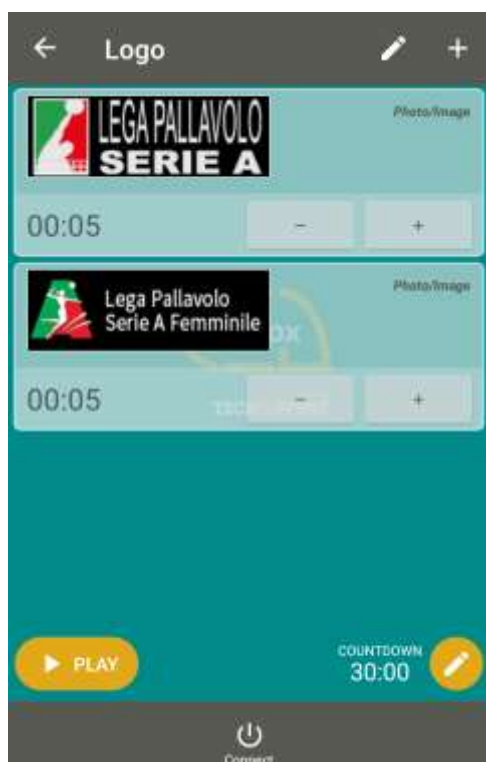 Logo
LEGA PALLAVOLO
SERIE A
Photo/Image
00:05
-
+
Lega Pallavolo
Serie A Femminile
Photo/Image
00:05
-
+
PLAY
COUNTDOWN
30:00
Connect